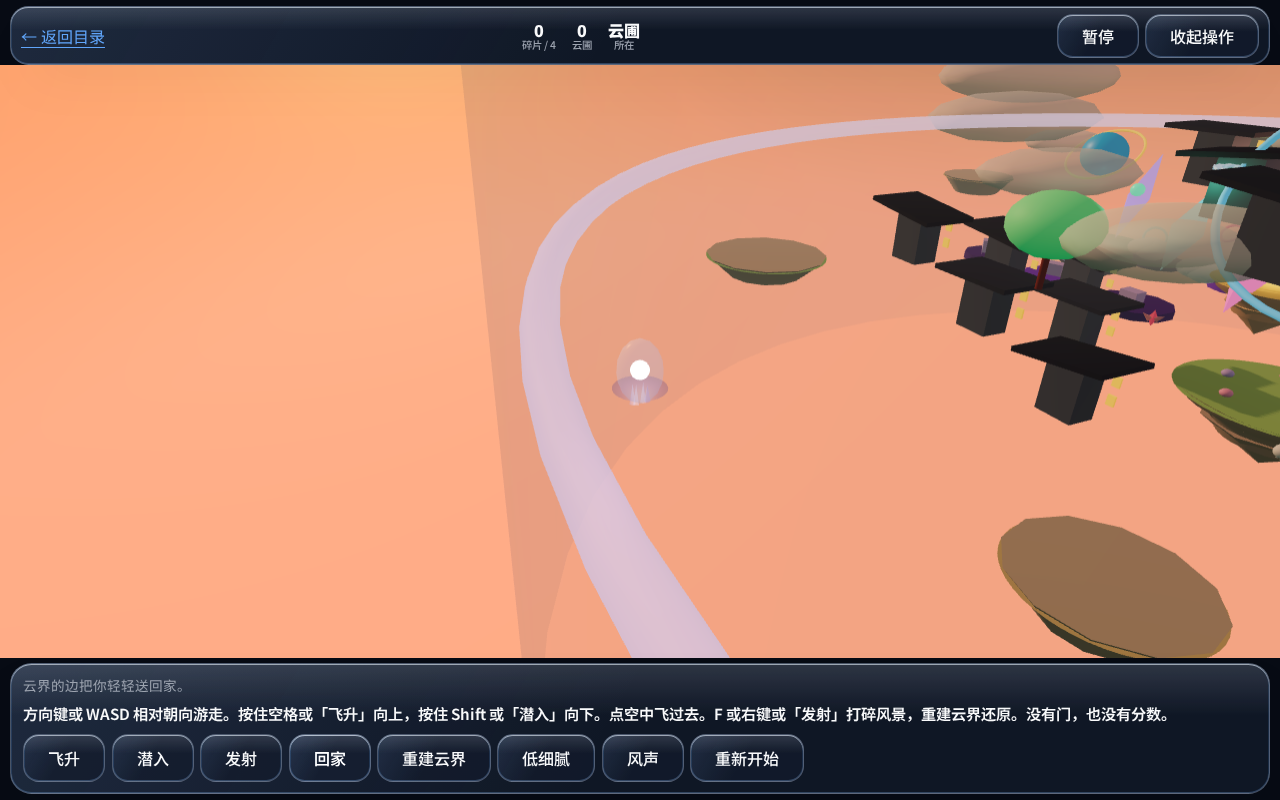 ← 返回目录
0 0 云圃
碎片 / 4 云圃 所在
暂停 收起操作
云界的边把你轻轻送回家。
方向键或 WASD 相对朝向游走。按住空格或「飞升」向上，按住 Shift 或「潜入」向下。点空中飞过去。F 或右键或「发射」打碎风景，重建云界还原。没有门，也没有分数。
飞升 潜入 发射 回家 重建云界 低细腻 风声 重新开始